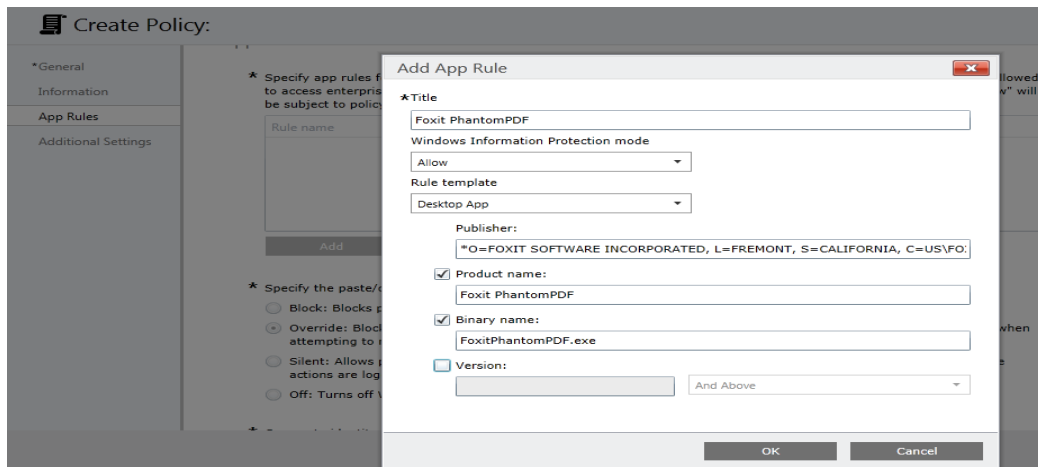 Create Policy:
*General
Information
App Rules
Additional Settings
* Specify app rules f
to access enterpris
be subject to policy
Rule name
Add
* Specify the paste/
Block: Blocks p
Override: Block
attempting to r
Silent: Allows p
actions are log
Off: Turns off
llowed
w" will
when
Add App Rule
*Title
Foxit PhantomPDF
Windows Information Protection mode
Allow
Rule template
Desktop App
Publisher:
*O=FOXIT SOFTWARE INCORPORATED, L=FREMONT, S=CALIFORNIA, C=US\FO
Product name:
Foxit PhantomPDF
Binary name:
FoxitPhantomPDF.exe
Version:
And Above
OK
Cancel